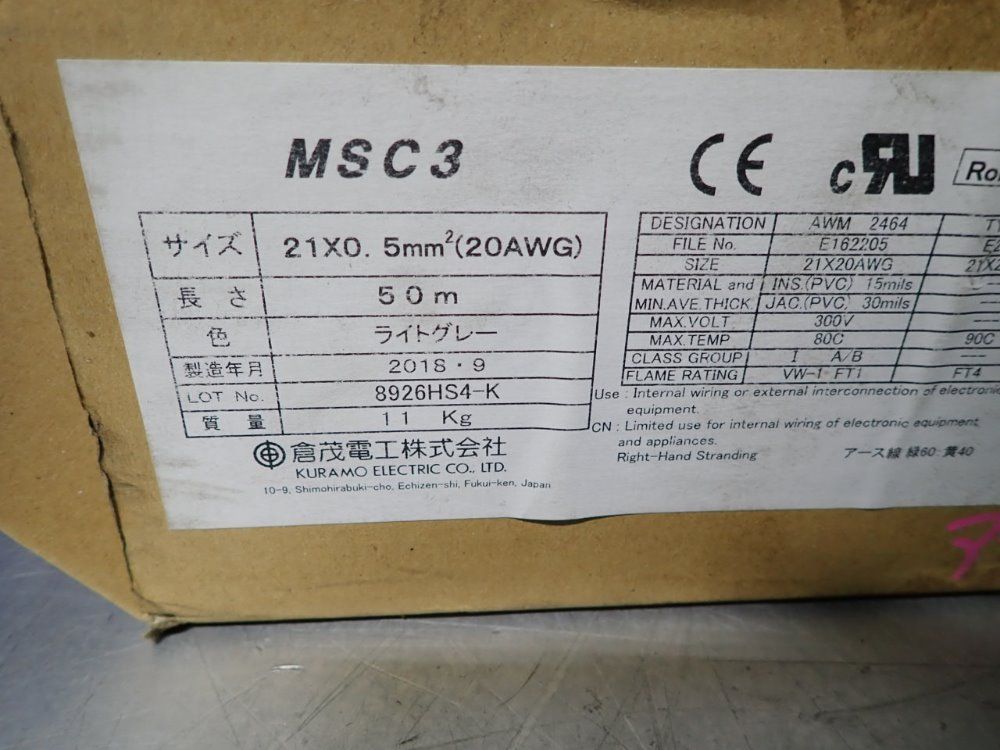 MSC3
サイズ 21X0.5mm²(20AWG)
長さ 50m
色 ライトグレー
製造年月 2018・9
LOT No. 8926HS4-K
質量 11 Kg
倉茂電工株式会社
KURAMO ELECTRIC CO., LTD.
10-9, Shimohirabuki-cho, Echizen-shi, Fukui-ken, Japan
CE c RU
DESIGNATION AWM 2464
FILE No. E162205
SIZE 21X20AWG
MATERIAL and INS.(PVC) 15mils ---
MIN.AVE.THICK. JAC.(PVC) 30mils ---
MAX.VOLT 300V ---
MAX.TEMP 80C 90C
CLASS GROUP I A/B ---
FLAME RATING VW-1 FT1 FT4
Use : Internal wiring or external interconnection of electronic
equipment.
CN : Limited use for internal wiring of electronic equipment
and appliances.
Right-Hand Stranding アース線 緑60 黄40